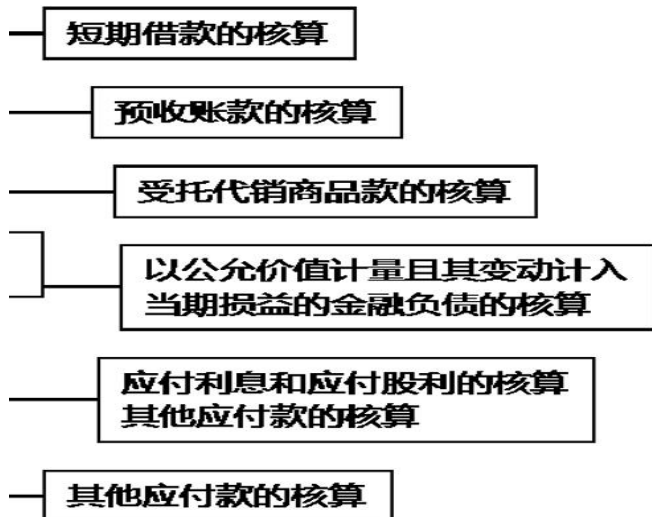 短期借款的核算
预收账款的核算
受托代销商品款的核算
以公允价值计量且其变动计入
当期损益的金融负债的核算
应付利息和应付股利的核算
其他应付款的核算
其他应付款的核算